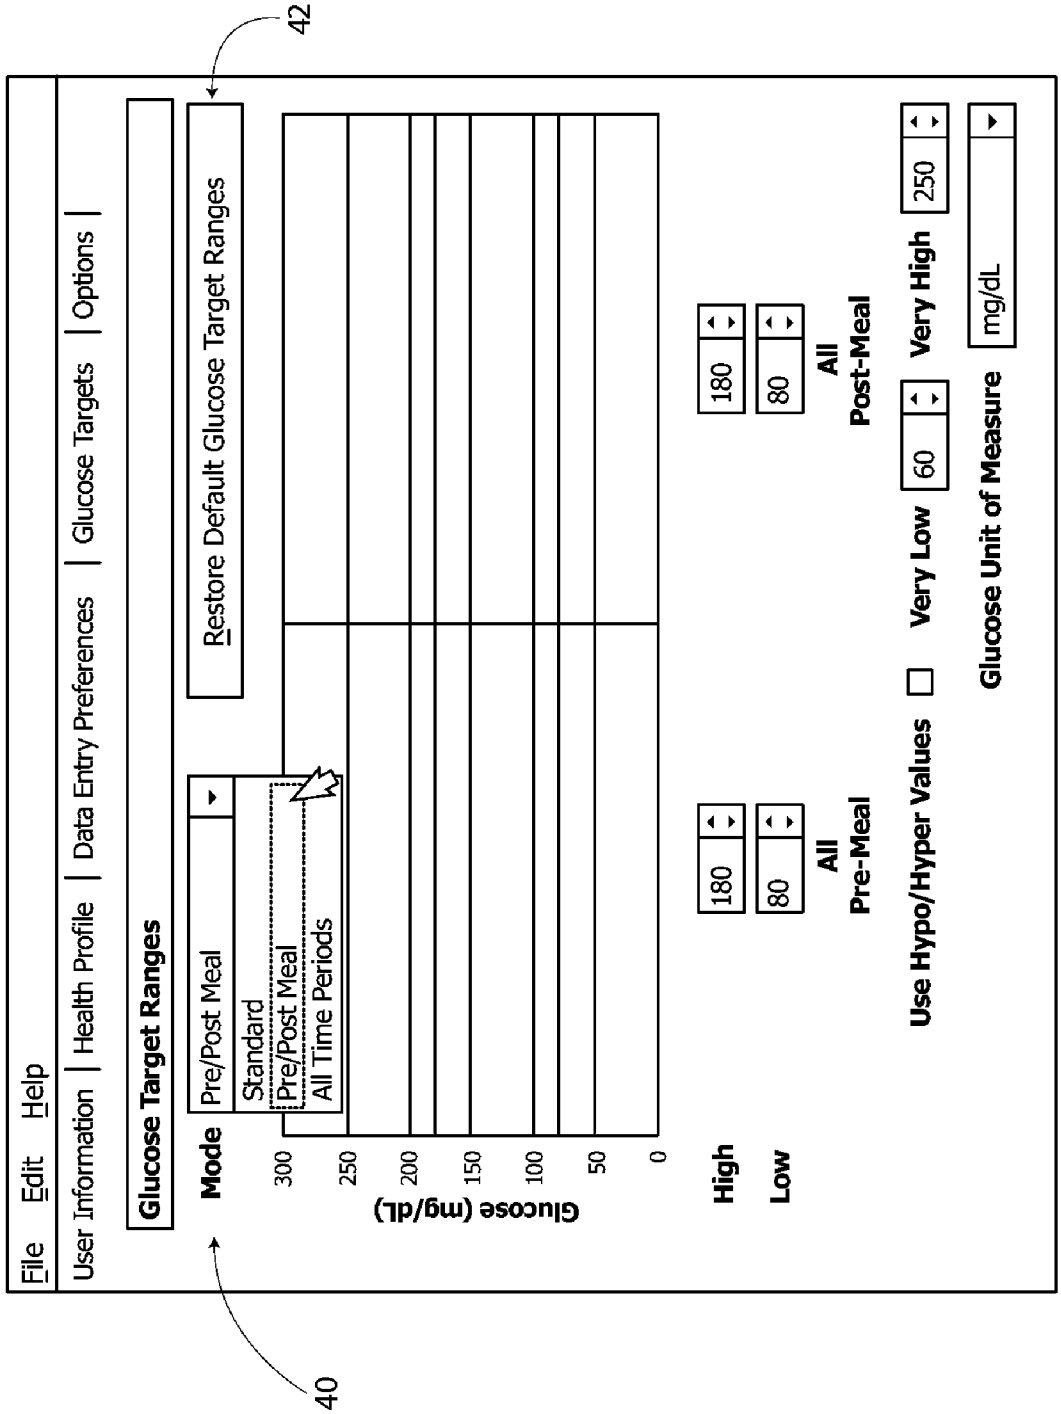 42
File Edit Help
User Information | Health Profile | Data Entry Preferences | Glucose Targets | Options |
Glucose Target Ranges
Mode Pre/Post Meal Restore Default Glucose Target Ranges
Standard
Pre/Post Meal
All Time Periods
40
Glucose (mg/dL)
300
250
200
150
100
50
0
High 180 180
Low 80 80
All All
Pre-Meal Post-Meal
Use Hypo/Hyper Values Very Low 60 Very High 250
Glucose Unit of Measure mg/dL